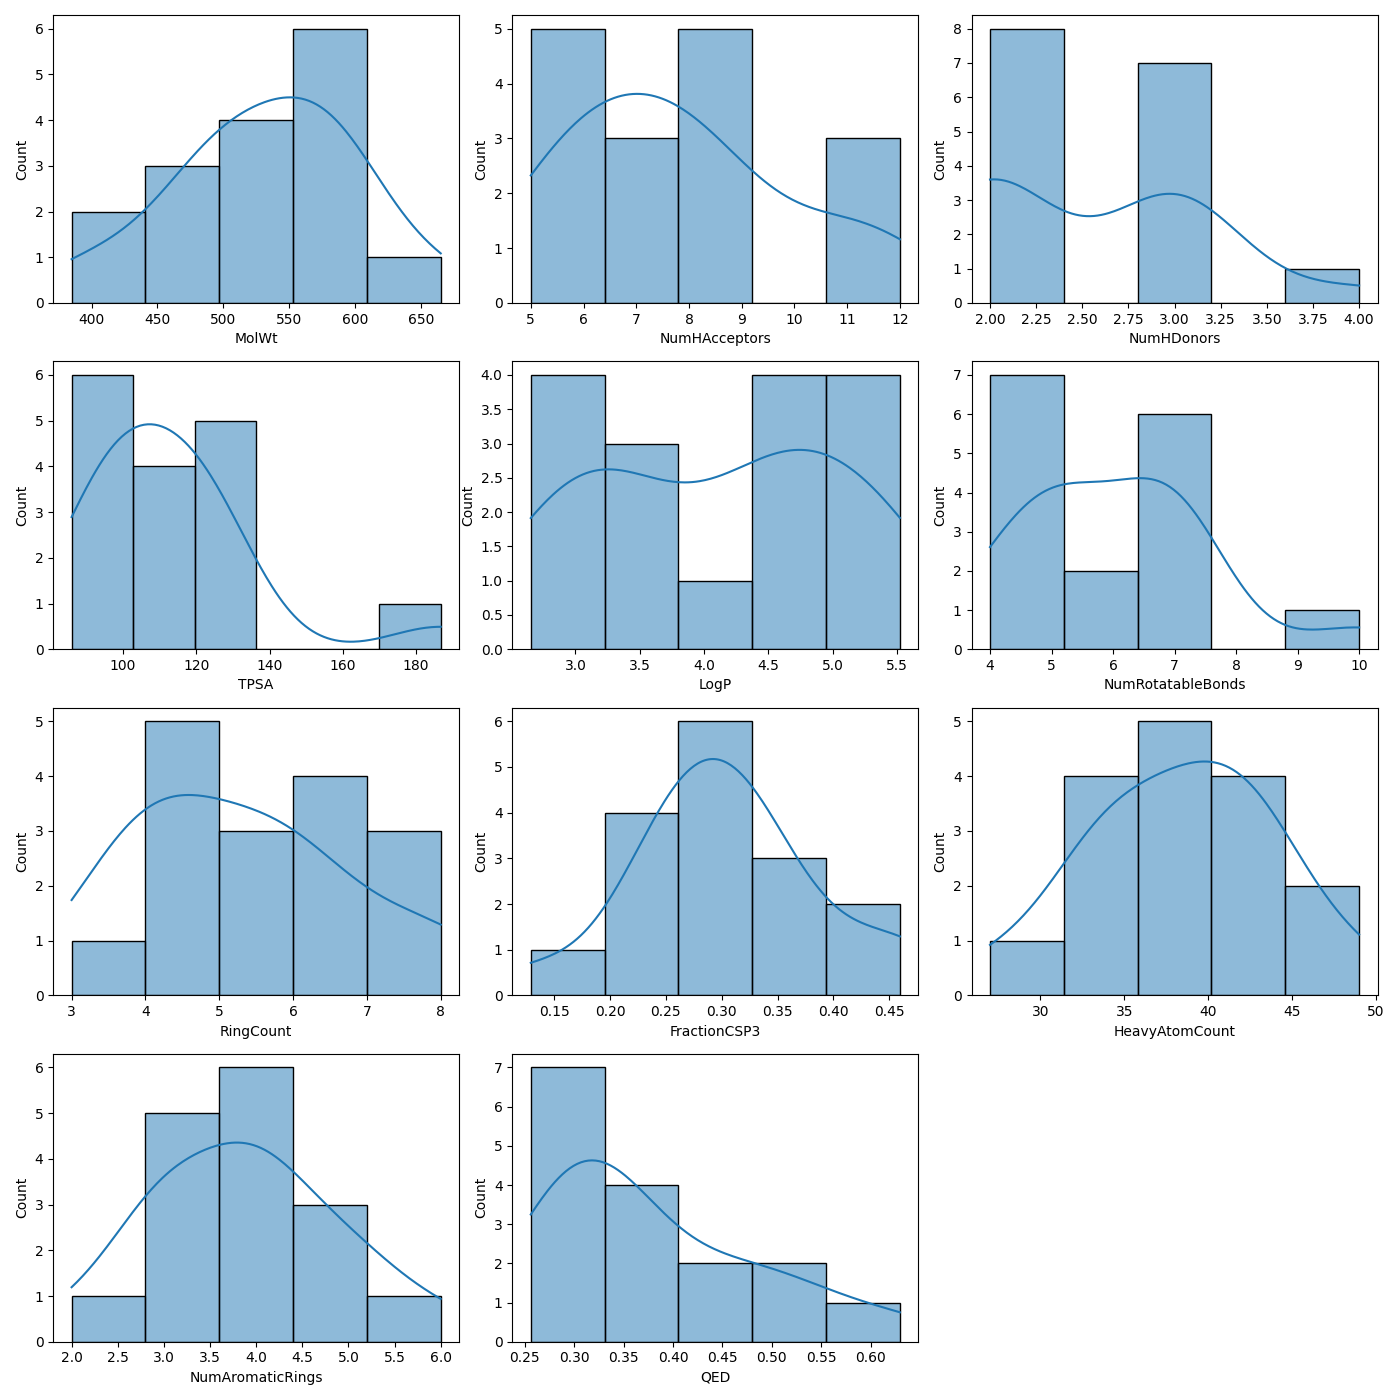 6
5
4
3
2
1
0
Count
400 450 500 550 600 650
MolWt
5
4
3
2
1
0
Count
5 6 7 8 9 10 11 12
NumHAcceptors
8
7
6
5
4
3
2
1
0
Count
2.00 2.25 2.50 2.75 3.00 3.25 3.50 3.75 4.00
NumHDonors
6
5
4
3
2
1
0
Count
100 120 140 160 180
TPSA
4.0
3.5
3.0
2.5
2.0
1.5
1.0
0.5
0.0
Count
3.0 3.5 4.0 4.5 5.0 5.5
LogP
7
6
5
4
3
2
1
0
Count
4 5 6 7 8 9 10
NumRotatableBonds
5
4
3
2
1
0
Count
3 4 5 6 7 8
RingCount
6
5
4
3
2
1
0
Count
0.15 0.20 0.25 0.30 0.35 0.40 0.45
FractionCSP3
5
4
3
2
1
0
Count
30 35 40 45 50
HeavyAtomCount
6
5
4
3
2
1
0
Count
2.0 2.5 3.0 3.5 4.0 4.5 5.0 5.5 6.0
NumAromaticRings
7
6
5
4
3
2
1
0
Count
0.25 0.30 0.35 0.40 0.45 0.50 0.55 0.60
QED